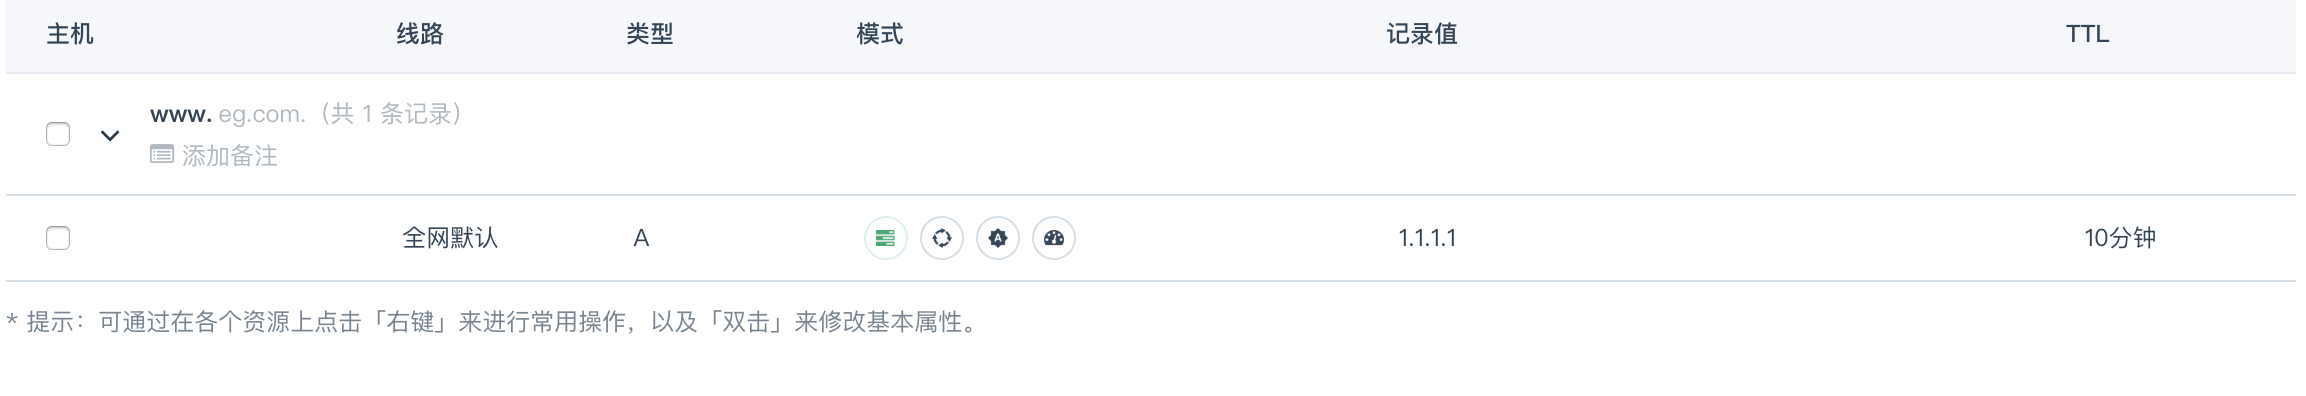 主机 线路 类型 模式 记录值 TTL
www. eg.com.（共 1 条记录）
添加备注
全网默认 A A 1.1.1.1 10分钟
* 提示：可通过在各个资源上点击「右键」来进行常用操作，以及「双击」来修改基本属性。